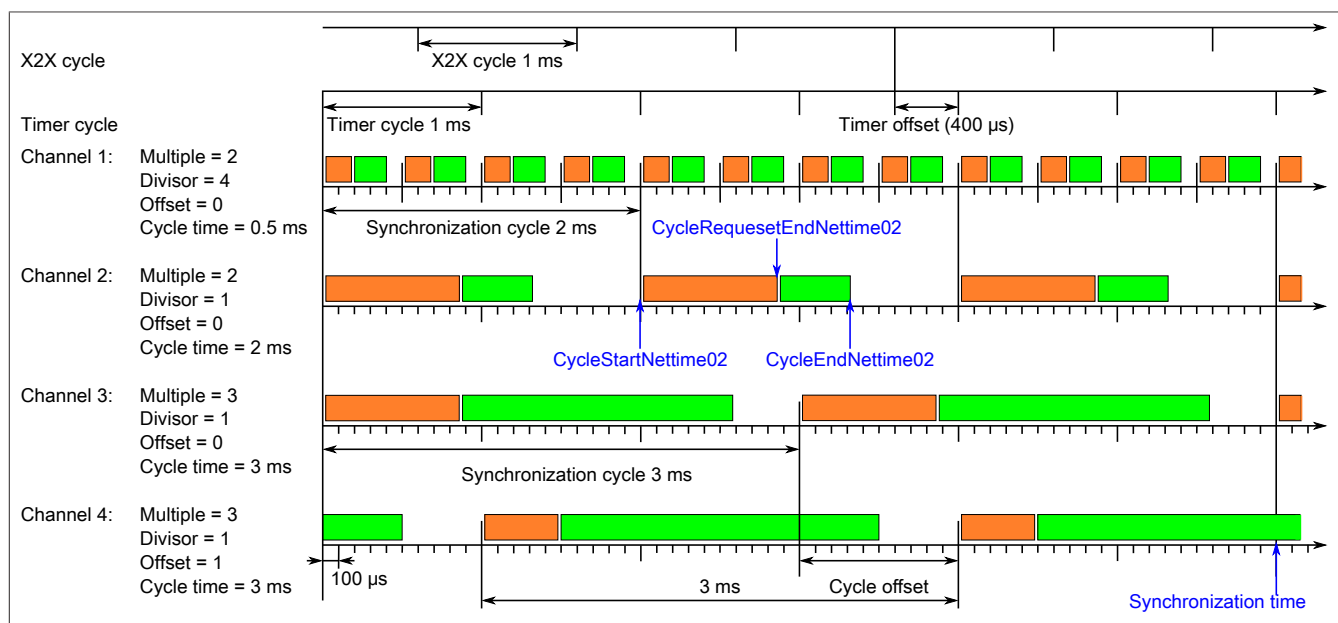 X2X cycle
X2X cycle 1 ms
Timer cycle
Timer cycle 1 ms
Timer offset (400 µs)
Channel 1: Multiple = 2
Divisor = 4
Offset = 0
Cycle time = 0.5 ms
Synchronization cycle 2 ms
CycleRequesetEndNettime02
Channel 2: Multiple = 2
Divisor = 1
Offset = 0
Cycle time = 2 ms
CycleStartNettime02
CycleEndNettime02
Channel 3: Multiple = 3
Divisor = 1
Offset = 0
Cycle time = 3 ms
Synchronization cycle 3 ms
Channel 4: Multiple = 3
Divisor = 1
Offset = 1
Cycle time = 3 ms
100 µs
3 ms
Cycle offset
Synchronization time